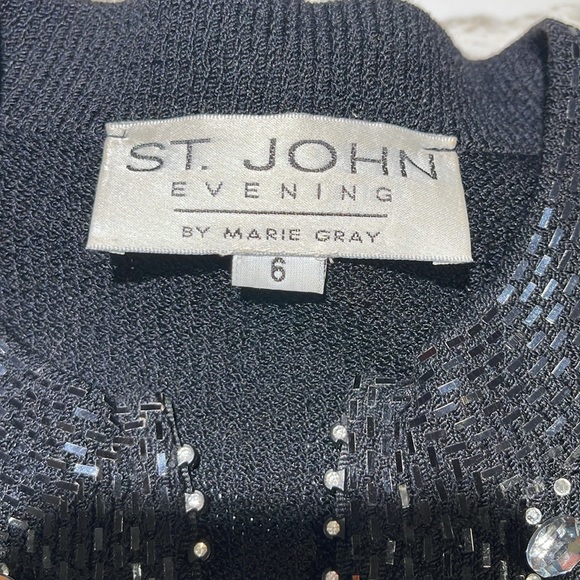 ST. JOHN
EVENING
BY MARIE GRAY
6